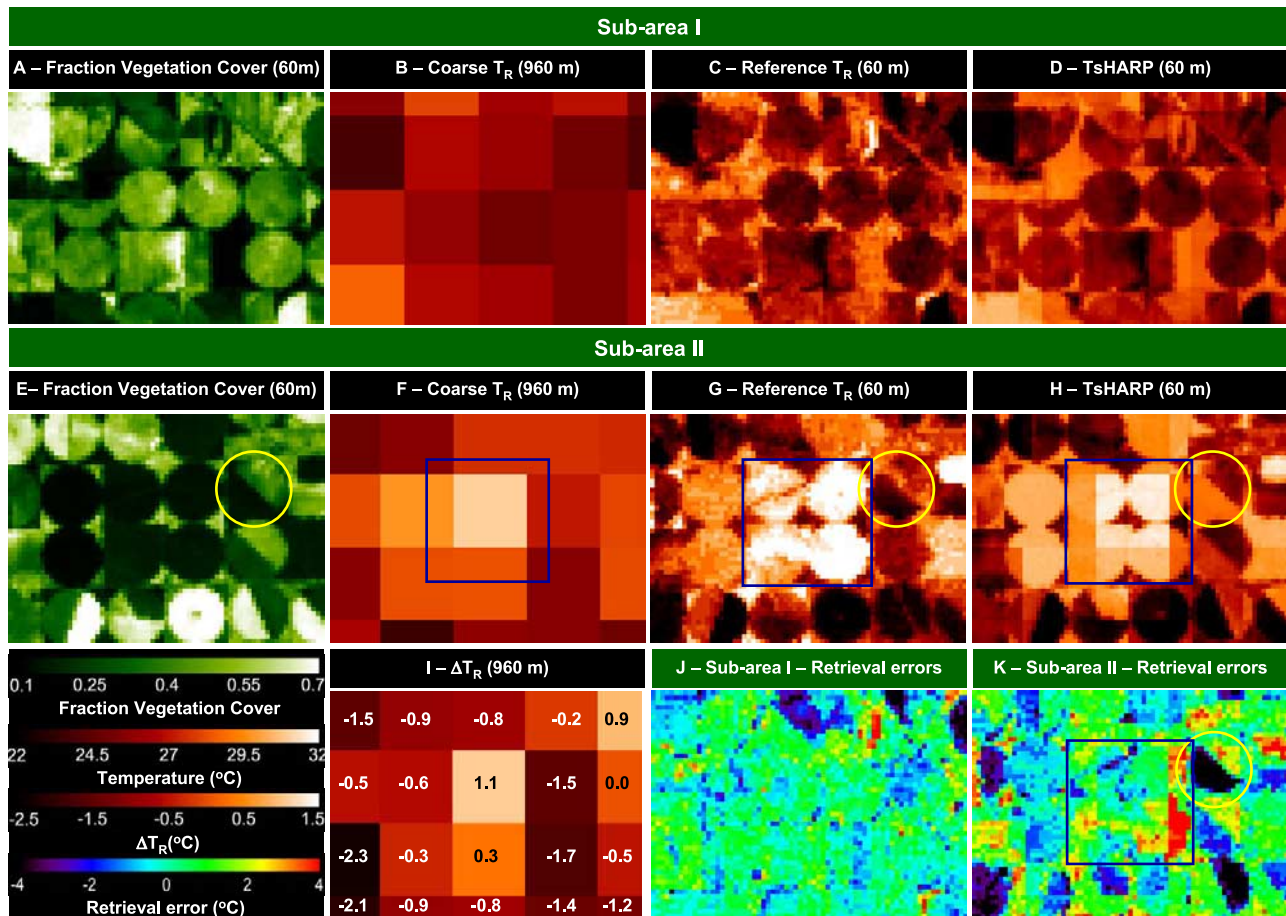 Sub-area I
A – Fraction Vegetation Cover (60m)
B – Coarse T_R (960 m)
C – Reference T_R (60 m)
D – TsHARP (60 m)
Sub-area II
E– Fraction Vegetation Cover (60m)
F – Coarse T_R (960 m)
G – Reference T_R (60 m)
H – TsHARP (60 m)
0.1 0.25 0.4 0.55 0.7
Fraction Vegetation Cover
22 24.5 27 29.5 32
Temperature (°C)
-2.5 -1.5 -0.5 0.5 1.5
ΔT_R(°C)
-4 -2 0 2 4
Retrieval error (°C)
I – ΔT_R (960 m)
-1.5 -0.9 -0.8 -0.2 0.9
-0.5 -0.6 1.1 -1.5 0.0
-2.3 -0.3 0.3 -1.7 -0.5
-2.1 -0.9 -0.8 -1.4 -1.2
J – Sub-area I – Retrieval errors
K – Sub-area II – Retrieval errors